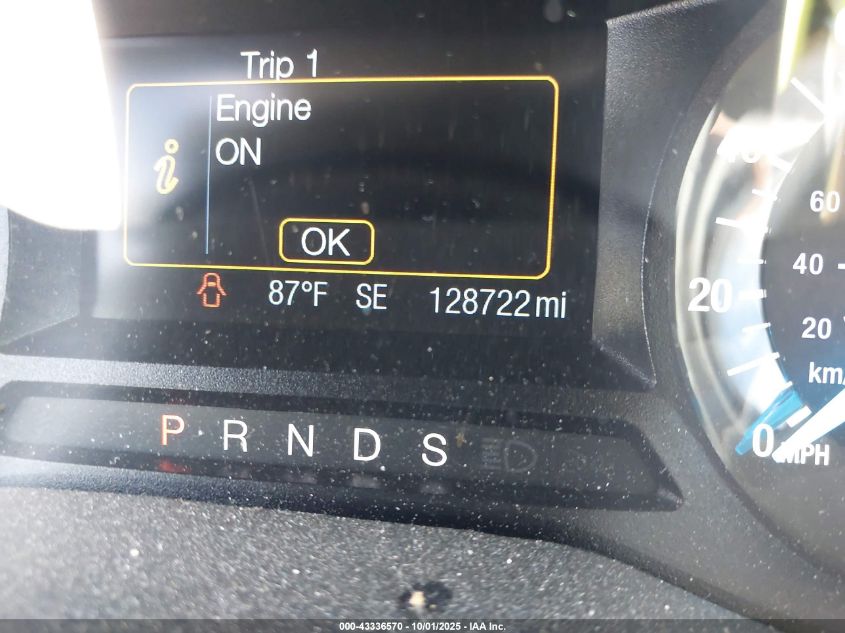 Trip 1
Engine
ON
OK
87°F SE 128722 mi
P R N D S
60
40
20
20
km/
0 MPH
000-43336570 - 10/01/2025 - IAA Inc.